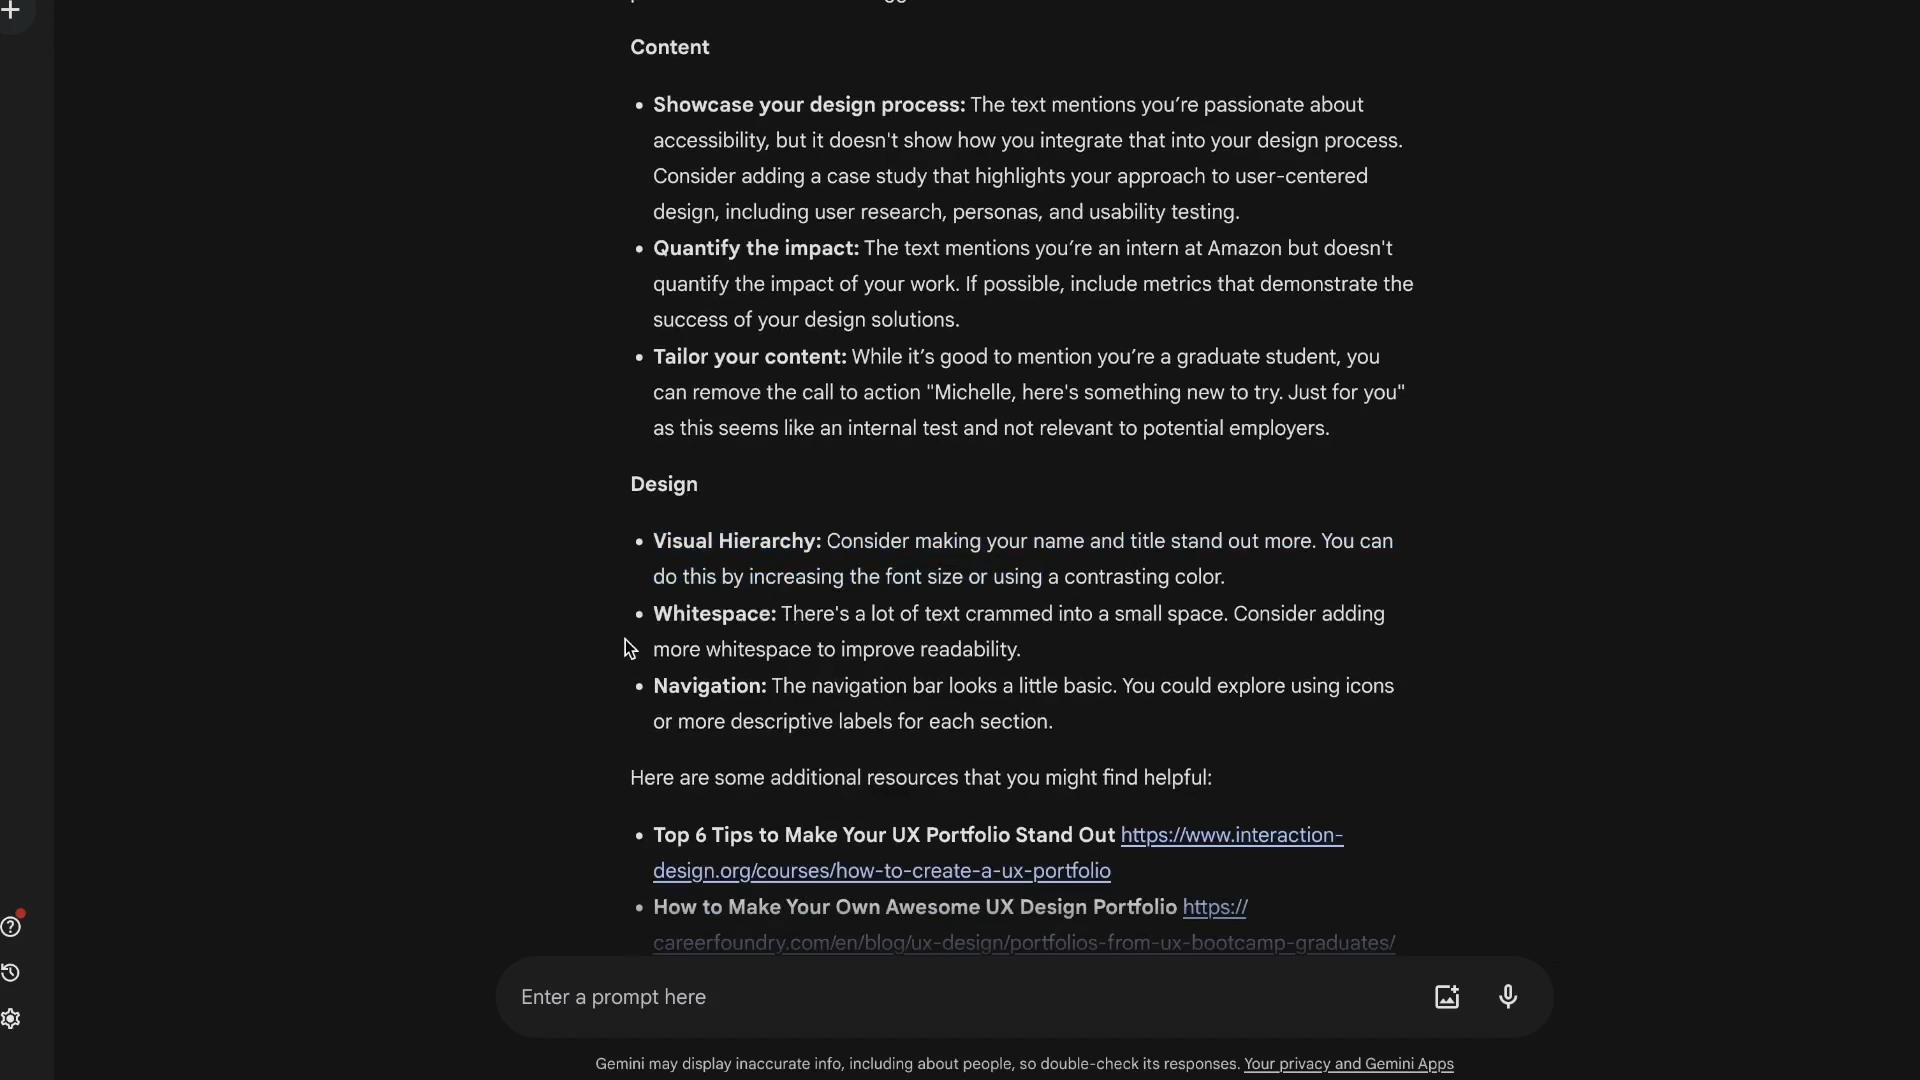 Content
• Showcase your design process: The text mentions you’re passionate about
accessibility, but it doesn't show how you integrate that into your design process.
Consider adding a case study that highlights your approach to user-centered
design, including user research, personas, and usability testing.
• Quantify the impact: The text mentions you’re an intern at Amazon but doesn't
quantify the impact of your work. If possible, include metrics that demonstrate the
success of your design solutions.
• Tailor your content: While it’s good to mention you’re a graduate student, you
can remove the call to action "Michelle, here's something new to try. Just for you"
as this seems like an internal test and not relevant to potential employers.
Design
• Visual Hierarchy: Consider making your name and title stand out more. You can
do this by increasing the font size or using a contrasting color.
• Whitespace: There's a lot of text crammed into a small space. Consider adding
more whitespace to improve readability.
• Navigation: The navigation bar looks a little basic. You could explore using icons
or more descriptive labels for each section.
Here are some additional resources that you might find helpful:
• Top 6 Tips to Make Your UX Portfolio Stand Out https://www.interaction-
design.org/courses/how-to-create-a-ux-portfolio
• How to Make Your Own Awesome UX Design Portfolio https://
careerfoundry.com/en/blog/ux-design/portfolios-from-ux-bootcamp-graduates/
Enter a prompt here
Gemini may display inaccurate info, including about people, so double-check its responses. Your privacy and Gemini Apps